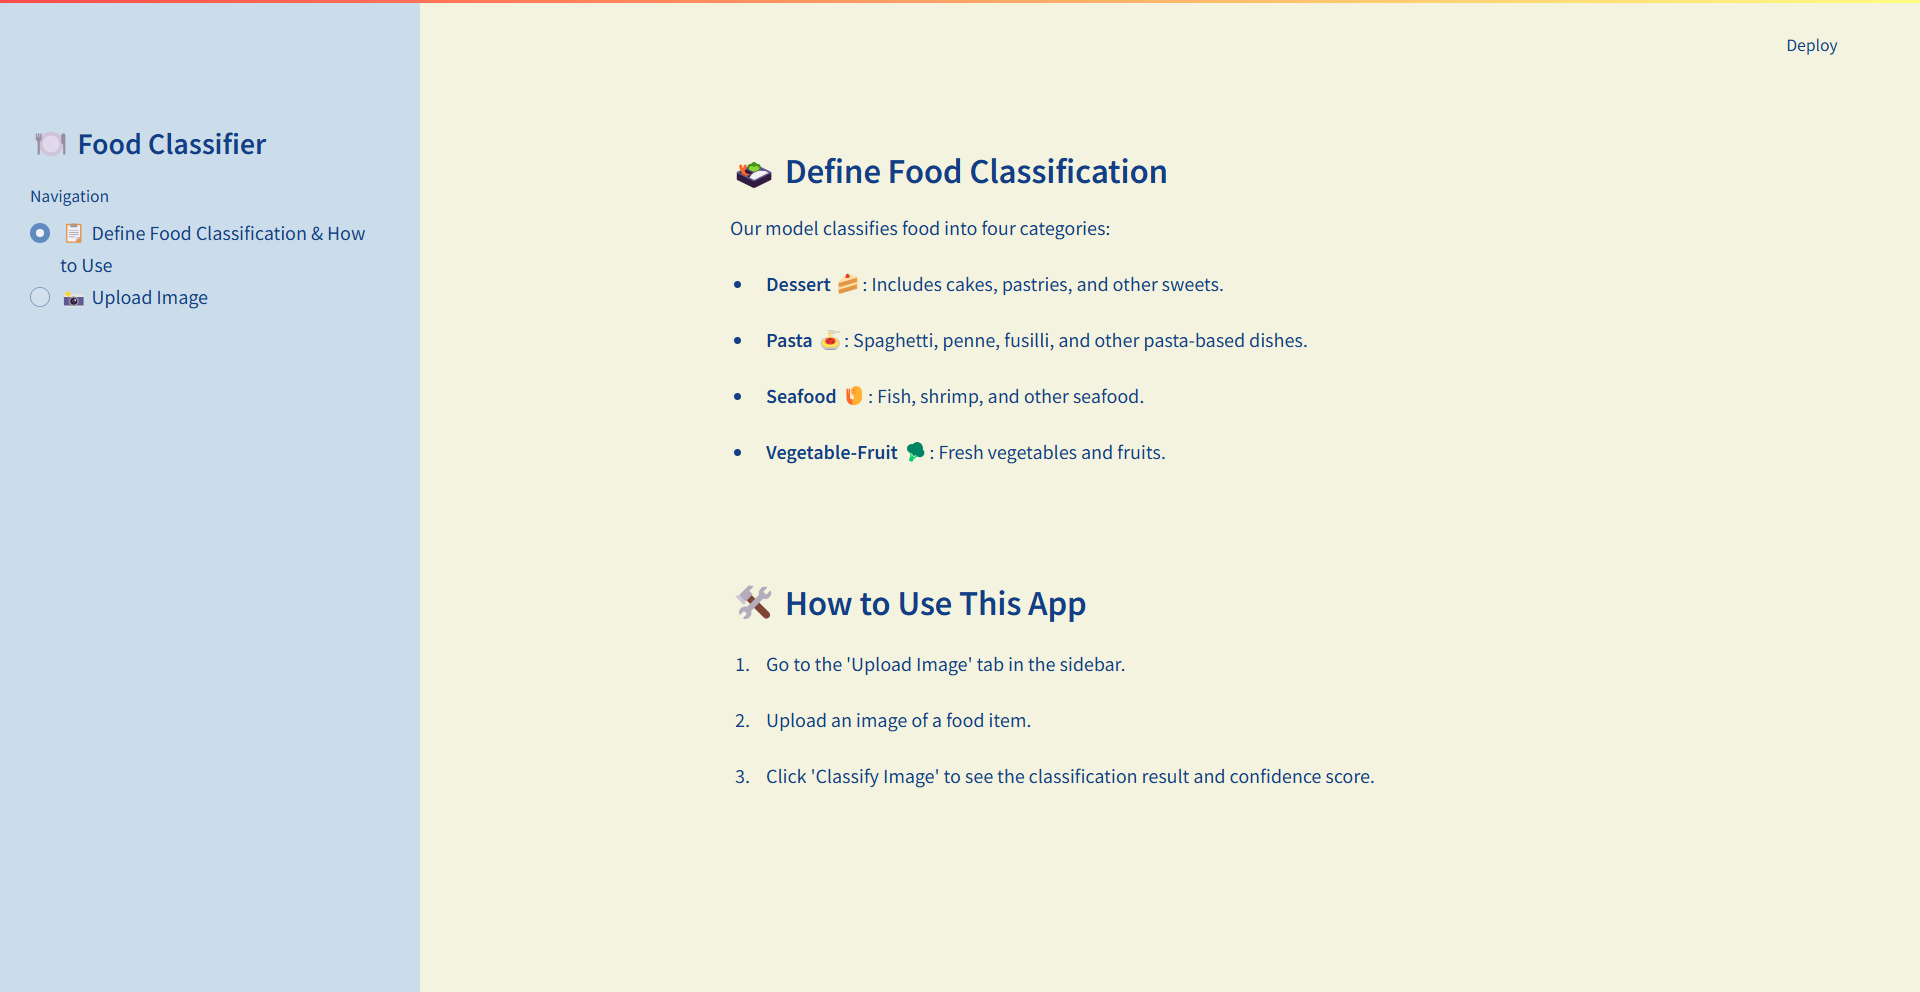 Deploy
Food Classifier
Navigation
Define Food Classification & How
to Use
Upload Image
Define Food Classification
Our model classifies food into four categories:
• Dessert 🍰 : Includes cakes, pastries, and other sweets.
• Pasta 🍝 : Spaghetti, penne, fusilli, and other pasta-based dishes.
• Seafood 🍤 : Fish, shrimp, and other seafood.
• Vegetable-Fruit 🥦 : Fresh vegetables and fruits.
How to Use This App
1. Go to the 'Upload Image' tab in the sidebar.
2. Upload an image of a food item.
3. Click 'Classify Image' to see the classification result and confidence score.